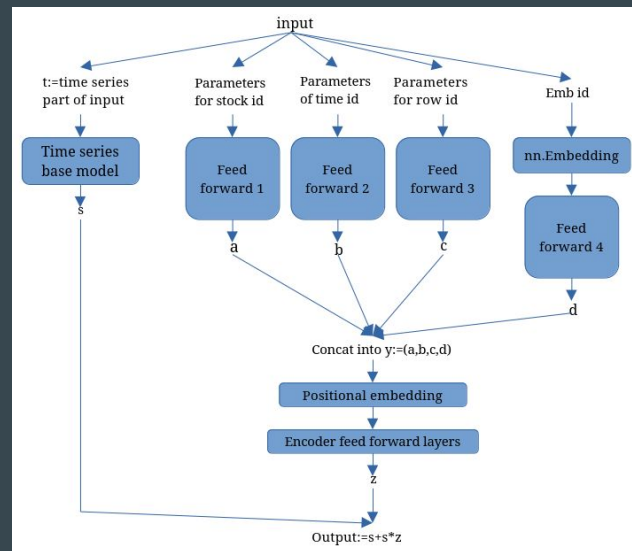 input
t:=time series
part of input
Parameters
for stock id
Parameters
of time id
Parameters
for row id
Emb id
Time series
base model
Feed
forward 1
Feed
forward 2
Feed
forward 3
nn.Embedding
Feed
forward 4
s
a
b
c
d
Concat into y:=(a,b,c,d)
Positional embedding
Encoder feed forward layers
z
Output:=s+s*z